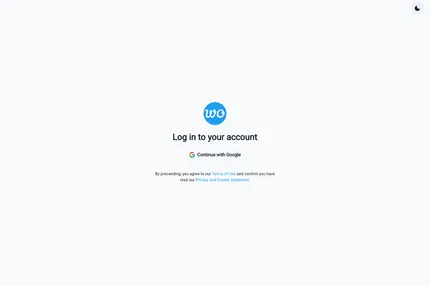 wo
Log in to your account
Continue with Google
By proceeding, you agree to our Terms of Use and confirm you have
read our Privacy and Cookie Statement.